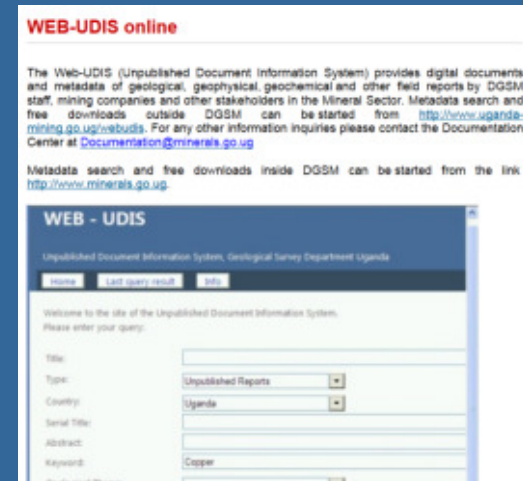 WEB-UDIS online
The Web-UDIS (Unpublished Document Information System) provides digital documents
and metadata of geological, geophysical, geochemical and other field reports by DGSM
staff, mining companies and other stakeholders in the Mineral Sector. Metadata search and
free downloads outside DGSM can be started from http://www.uganda-
mining.go.ug/webudis. For any other information inquiries please contact the Documentation
Center at Documentation@minerals.go.ug
Metadata search and free downloads inside DGSM can be started from the link
http://www.minerals.go.ug.
WEB - UDIS
Unpublished Document Information System, Geological Survey Department Uganda
Home Last query result Info
Welcome to the site of the Unpublished Document Information System.
Please enter your query:
Title:
Type: Unpublished Reports
Country: Uganda
Serial Title:
Abstract:
Keyword: Copper